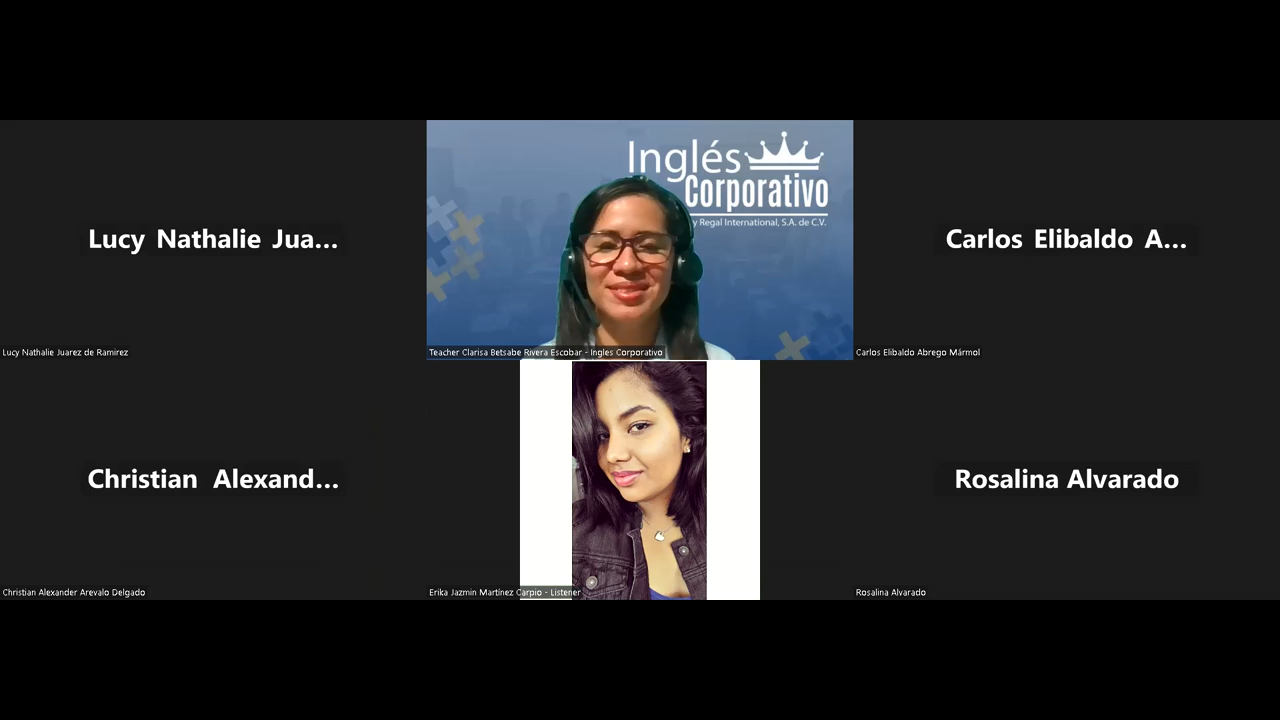 Lucy Nathalie Jua...
Lucy Nathalie Juarez de Ramirez
Inglés
Corporativo
y Regal International, S.A. de C.V.
Teacher Clarisa Betsabe Rivera Escobar - Ingles Corporativo
Carlos Elibaldo A...
Carlos Elibaldo Abrego Mármol
Christian Alexand...
Christian Alexander Arevalo Delgado
Erika Jazmin Martínez Carpio - Listener
Rosalina Alvarado
Rosalina Alvarado